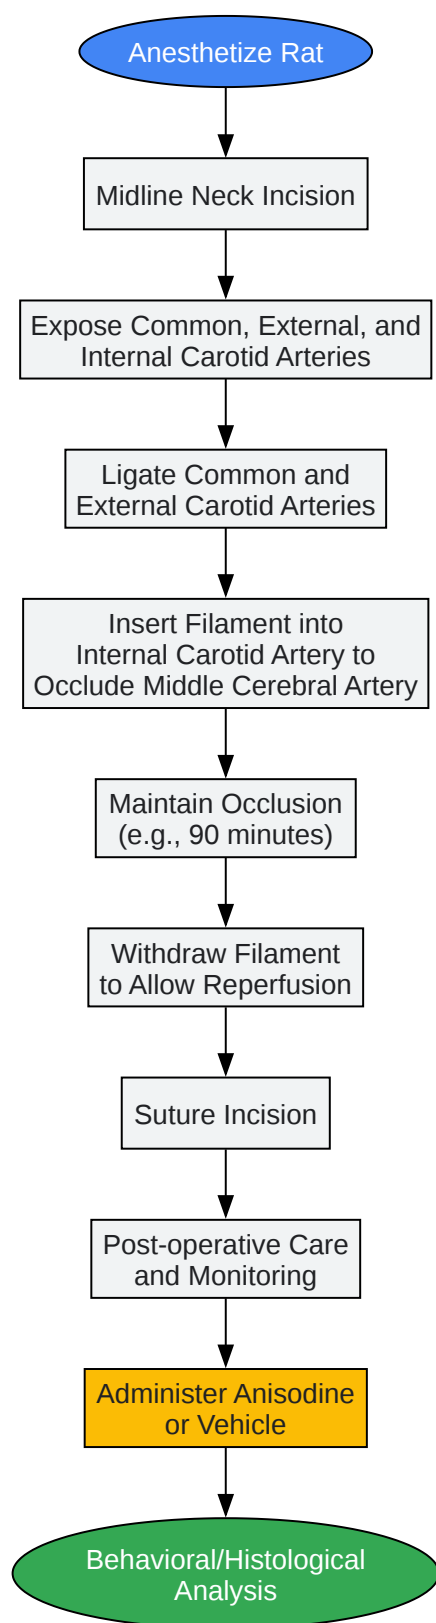 Anesthetize Rat
Midline Neck Incision
Expose Common, External, and
Internal Carotid Arteries
Ligate Common and
External Carotid Arteries
Insert Filament into
Internal Carotid Artery to
Occlude Middle Cerebral Artery
Maintain Occlusion
(e.g., 90 minutes)
Withdraw Filament
to Allow Reperfusion
Suture Incision
Post-operative Care
and Monitoring
Administer Anisodine
or Vehicle
Behavioral/Histological
Analysis